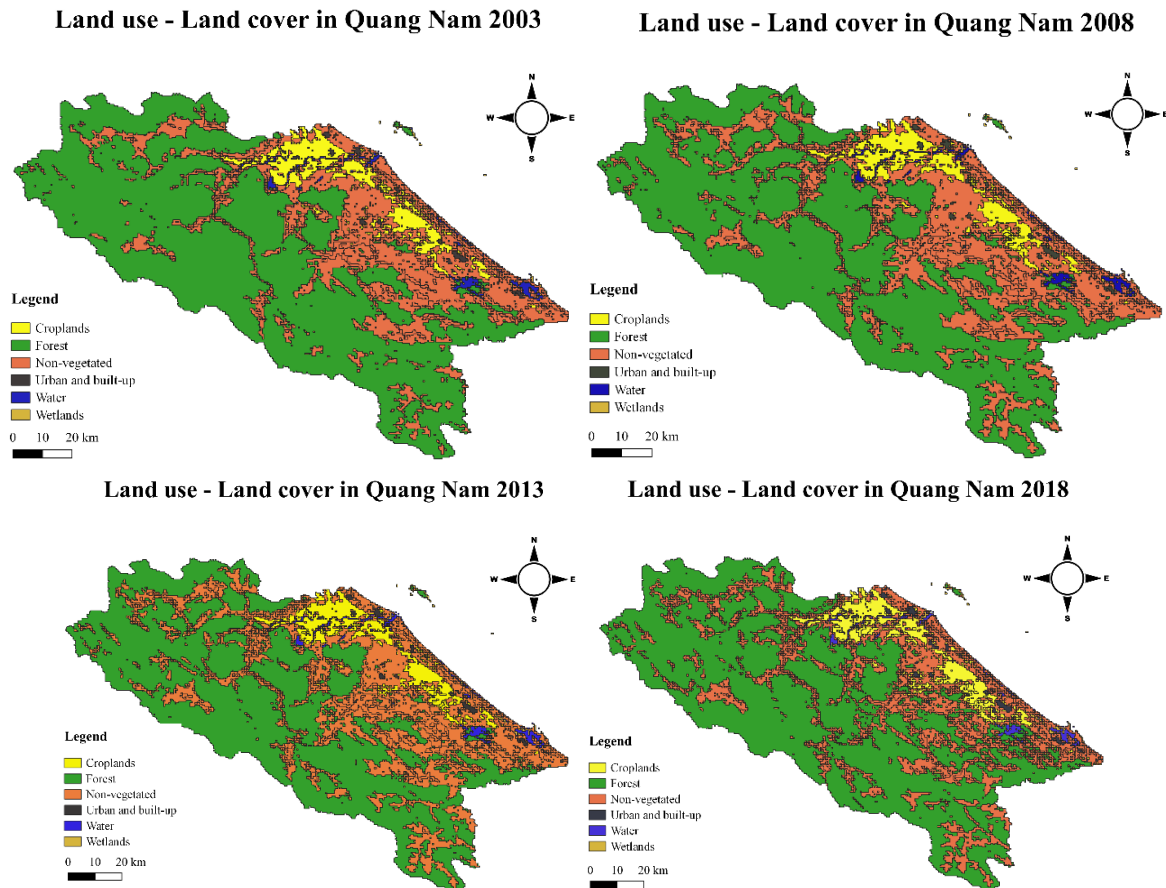 Land use - Land cover in Quang Nam 2003
N
W
E
S
Legend
Croplands
Forest
Non-vegetated
Urban and built-up
Water
Wetlands
0 10 20 km
Land use - Land cover in Quang Nam 2008
N
W
E
S
Legend
Croplands
Forest
Non-vegetated
Urban and built-up
Water
Wetlands
0 10 20 km
Land use - Land cover in Quang Nam 2013
N
W
E
S
Legend
Croplands
Forest
Non-vegetated
Urban and built-up
Water
Wetlands
0 10 20 km
Land use - Land cover in Quang Nam 2018
N
W
E
S
Legend
Croplands
Forest
Non-vegetated
Urban and built-up
Water
Wetlands
0 10 20 km